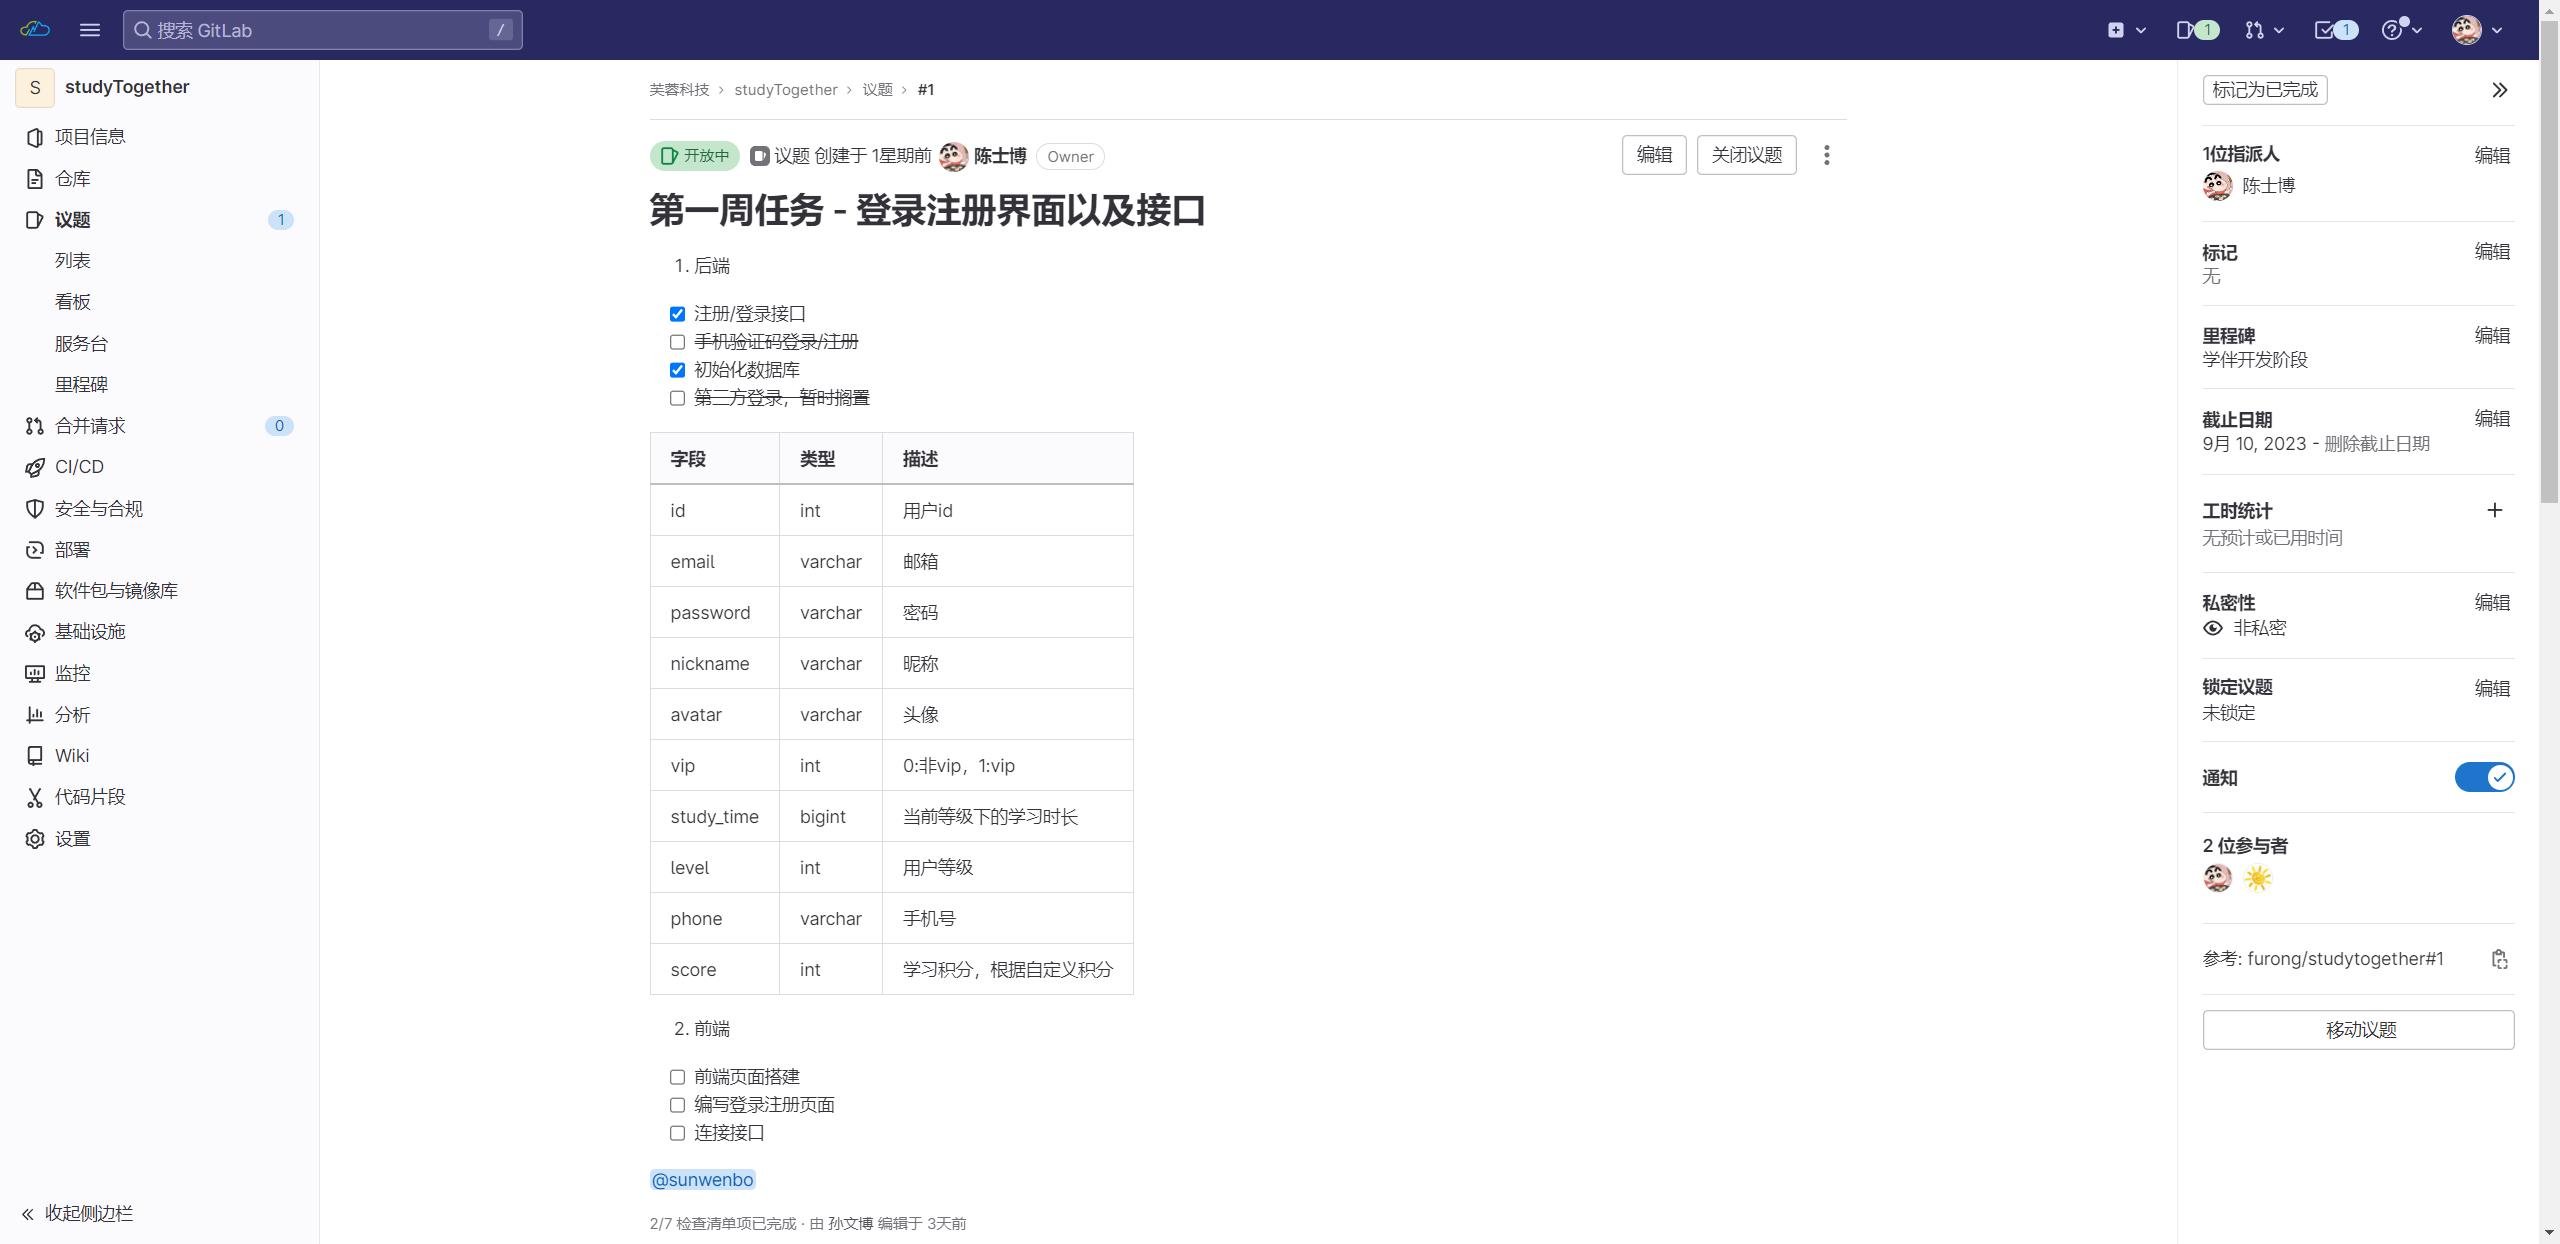 搜索 GitLab
/
1
1
S
studyTogether
项目信息
仓库
议题
1
列表
看板
服务台
里程碑
合并请求
0
CI/CD
安全与合规
部署
软件包与镜像库
基础设施
监控
分析
Wiki
代码片段
设置
收起侧边栏
芙蓉科技 › studyTogether › 议题 › #1
开放中 议题 创建于 1星期前 陈士博 Owner
编辑
关闭议题
第一周任务 - 登录注册界面以及接口
1. 后端
注册/登录接口
手机验证码登录/注册
初始化数据库
第三方登录，暂时搁置
字段 类型 描述
id int 用户id
email varchar 邮箱
password varchar 密码
nickname varchar 昵称
avatar varchar 头像
vip int 0:非vip，1:vip
study_time bigint 当前等级下的学习时长
level int 用户等级
phone varchar 手机号
score int 学习积分，根据自定义积分
2. 前端
前端页面搭建
编写登录注册页面
连接接口
@sunwenbo
2/7 检查清单项已完成 · 由 孙文博 编辑于 3天前
标记为已完成
1位指派人 编辑
陈士博
标记 编辑
无
里程碑 编辑
学伴开发阶段
截止日期 编辑
9月 10, 2023 - 删除截止日期
工时统计
无预计或已用时间
私密性 编辑
非私密
锁定议题 编辑
未锁定
通知
2 位参与者
参考: furong/studytogether#1
移动议题